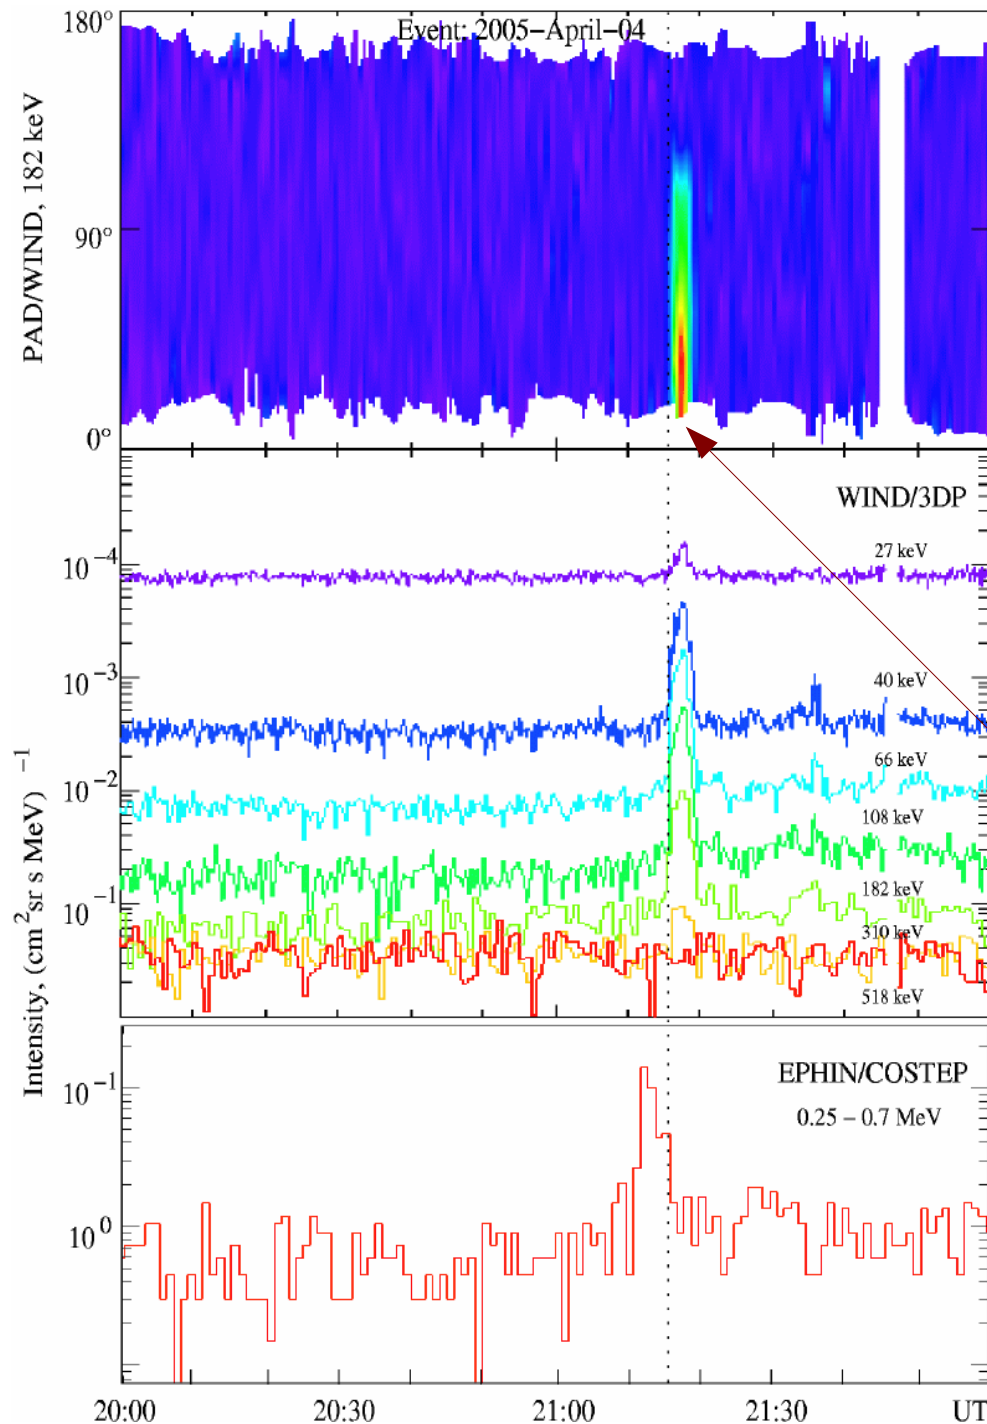 Event: 2005-April-04
180°
90°
0°
PAD/WIND, 182 keV
WIND/3DP
10^-4
10^-3
10^-2
10^-1
27 keV
40 keV
66 keV
108 keV
182 keV
310 keV
518 keV
Intensity, (cm^2 sr s MeV)^-1
EPHIN/COSTEP
0.25 - 0.7 MeV
10^-1
10^0
20:00 20:30 21:00 21:30 UT